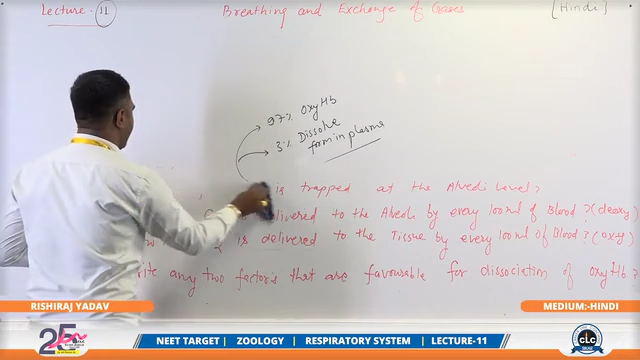 Lecture - 11
Breathing and Exchange of Gases
[Hindi]
97% OxyHb
3% Dissolve
from in plasma
is trapped at the Alveoli level?
delivered to the Alveoli by every 100ml of Blood? (deoxy)
is delivered to the Tissue by every 100ml of Blood? (oxy)
any two factors that are favourable for dissociation of oxyHb?
RISHIRAJ YADAV
MEDIUM:-HINDI
25
NEET TARGET | ZOOLOGY | RESPIRATORY SYSTEM | LECTURE-11
CLC